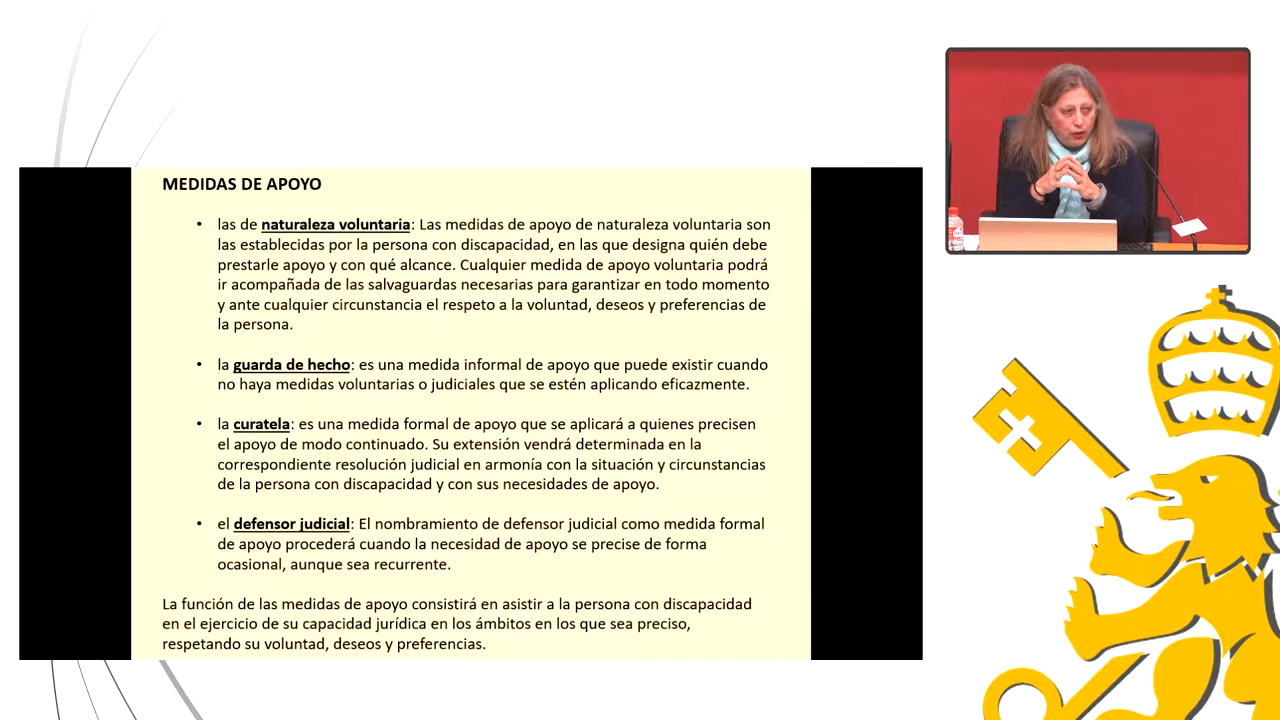 MEDIDAS DE APOYO
• las de naturaleza voluntaria: Las medidas de apoyo de naturaleza voluntaria son
las establecidas por la persona con discapacidad, en las que designa quién debe
prestarle apoyo y con qué alcance. Cualquier medida de apoyo voluntaria podrá
ir acompañada de las salvaguardas necesarias para garantizar en todo momento
y ante cualquier circunstancia el respeto a la voluntad, deseos y preferencias de
la persona.
• la guarda de hecho: es una medida informal de apoyo que puede existir cuando
no haya medidas voluntarias o judiciales que se estén aplicando eficazmente.
• la curatela: es una medida formal de apoyo que se aplicará a quienes precisen
el apoyo de modo continuado. Su extensión vendrá determinada en la
correspondiente resolución judicial en armonía con la situación y circunstancias
de la persona con discapacidad y con sus necesidades de apoyo.
• el defensor judicial: El nombramiento de defensor judicial como medida formal
de apoyo procederá cuando la necesidad de apoyo se precise de forma
ocasional, aunque sea recurrente.
La función de las medidas de apoyo consistirá en asistir a la persona con discapacidad
en el ejercicio de su capacidad jurídica en los ámbitos en los que sea preciso,
respetando su voluntad, deseos y preferencias.